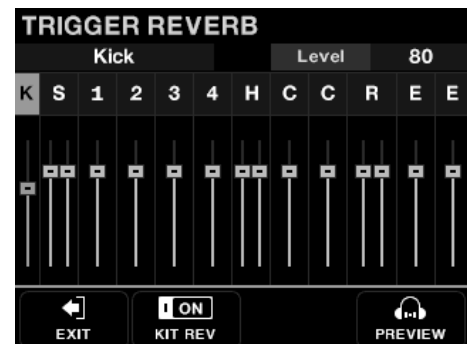 TRIGGER REVERB
Kick Level 80
K S 1 2 3 4 H C C R E E
ON
EXIT KIT REV PREVIEW